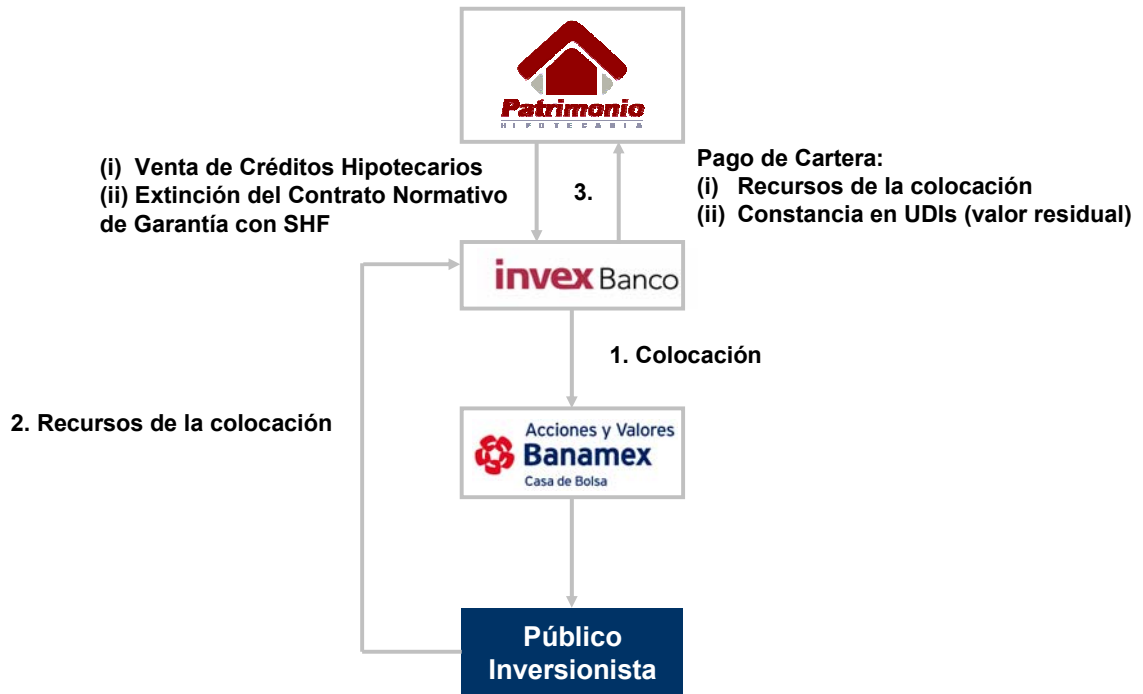 Patrimonio
HIPOTECARIA
(i) Venta de Créditos Hipotecarios
(ii) Extinción del Contrato Normativo
de Garantía con SHF
3.
Pago de Cartera:
(i) Recursos de la colocación
(ii) Constancia en UDIs (valor residual)
invex Banco
1. Colocación
2. Recursos de la colocación
Acciones y Valores
Banamex
Casa de Bolsa
Público
Inversionista